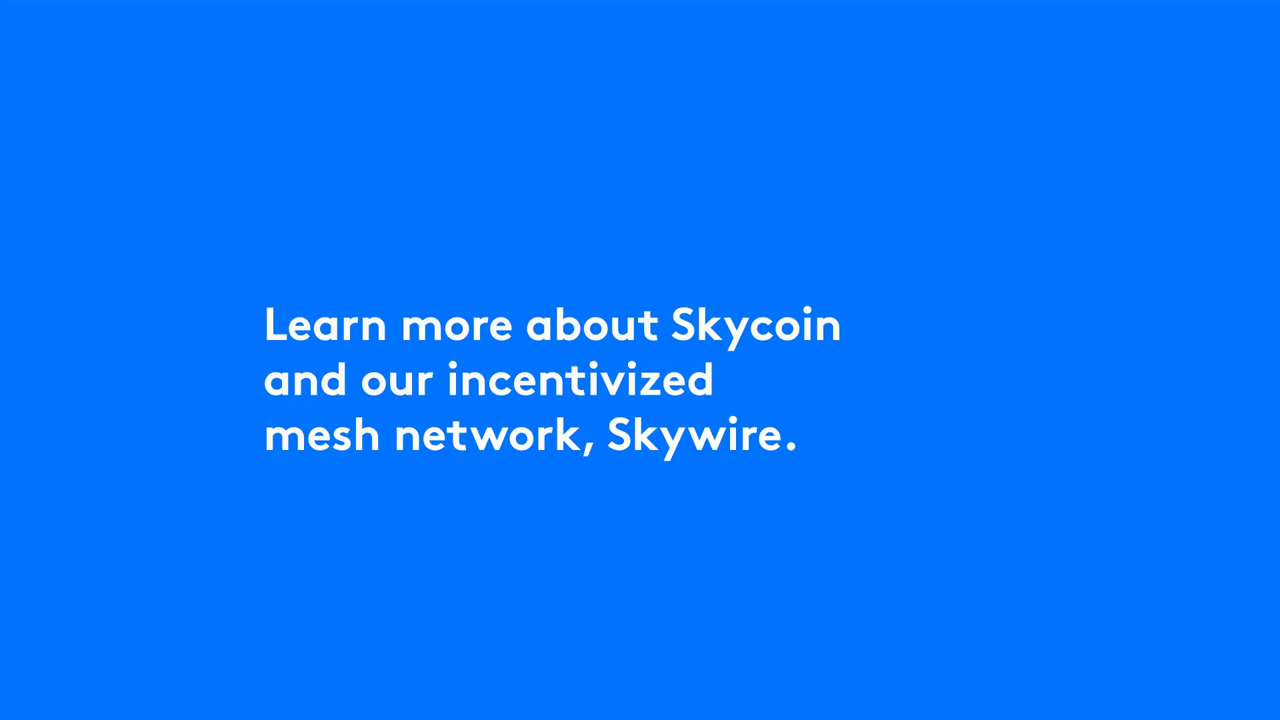 Learn more about Skycoin
and our incentivized
mesh network, Skywire.